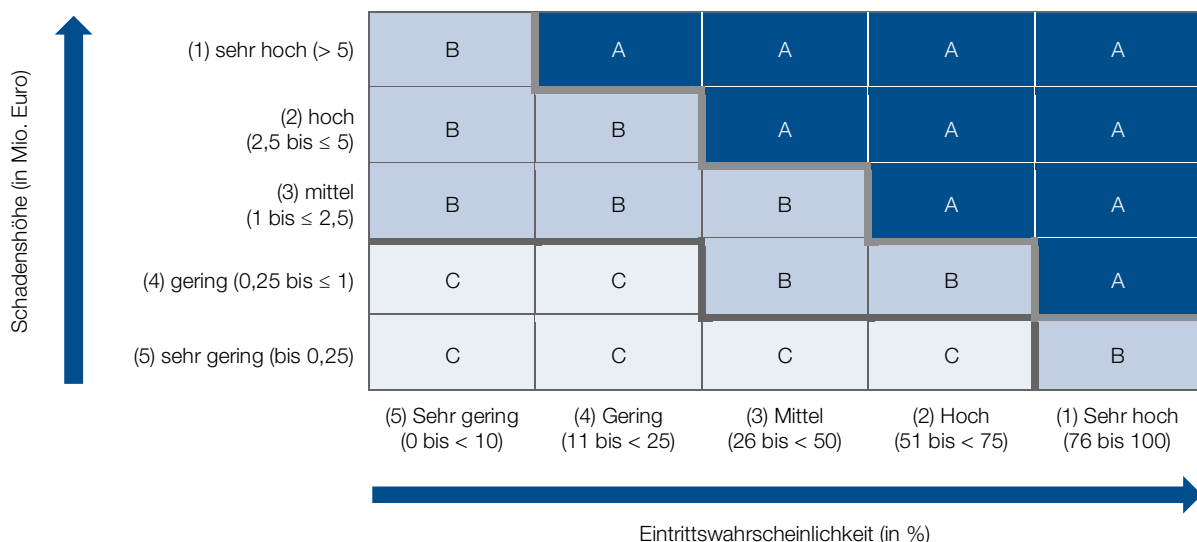 Schadenshöhe (in Mio. Euro)
(1) sehr hoch (> 5)
B A A A A
(2) hoch
(2,5 bis ≤ 5)
B B A A A
(3) mittel
(1 bis ≤ 2,5)
B B B A A
(4) gering (0,25 bis ≤ 1)
C C B B A
(5) sehr gering (bis 0,25)
C C C C B
(5) Sehr gering
(0 bis < 10)
(4) Gering
(11 bis < 25)
(3) Mittel
(26 bis < 50)
(2) Hoch
(51 bis < 75)
(1) Sehr hoch
(76 bis 100)
Eintrittswahrscheinlichkeit (in %)